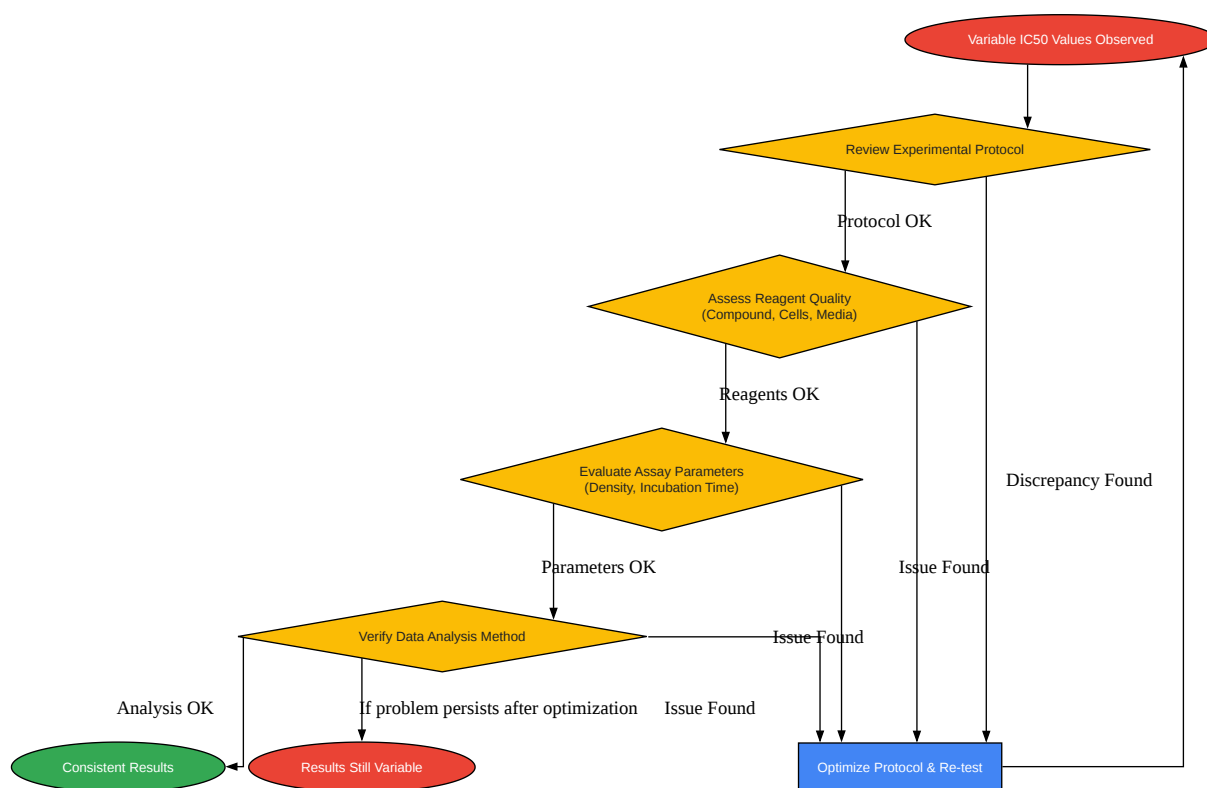 Variable IC50 Values Observed
Review Experimental Protocol
Protocol OK
Assess Reagent Quality
(Compound, Cells, Media)
Reagents OK
Evaluate Assay Parameters
(Density, Incubation Time)
Discrepancy Found
Parameters OK
Issue Found
Verify Data Analysis Method
Issue Found
Analysis OK
If problem persists after optimization
Issue Found
Consistent Results
Results Still Variable
Optimize Protocol & Re-test